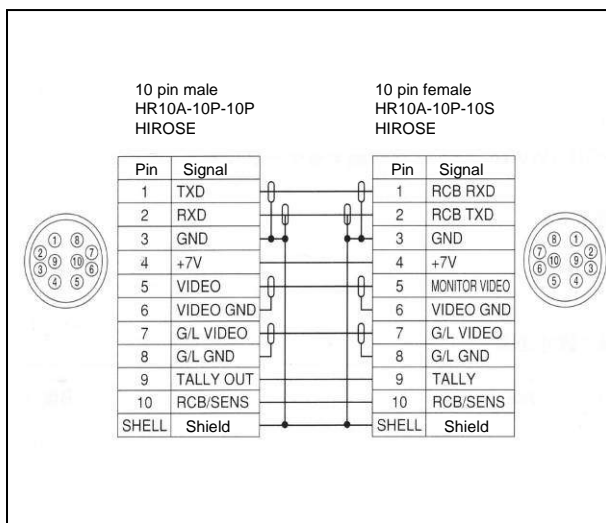 10 pin male
HR10A-10P-10P
HIROSE
10 pin female
HR10A-10P-10S
HIROSE
Pin Signal
1 TXD
2 RXD
3 GND
4 +7V
5 VIDEO
6 VIDEO GND
7 G/L VIDEO
8 G/L GND
9 TALLY OUT
10 RCB/SENS
SHELL Shield
Pin Signal
1 RCB RXD
2 RCB TXD
3 GND
4 +7V
5 MONITOR VIDEO
6 VIDEO GND
7 G/L VIDEO
8 G/L GND
9 TALLY
10 RCB/SENS
SHELL Shield
1 8
2 7
9 10
3 6
4 5
8 1
7 2
10 9
6 3
5 4